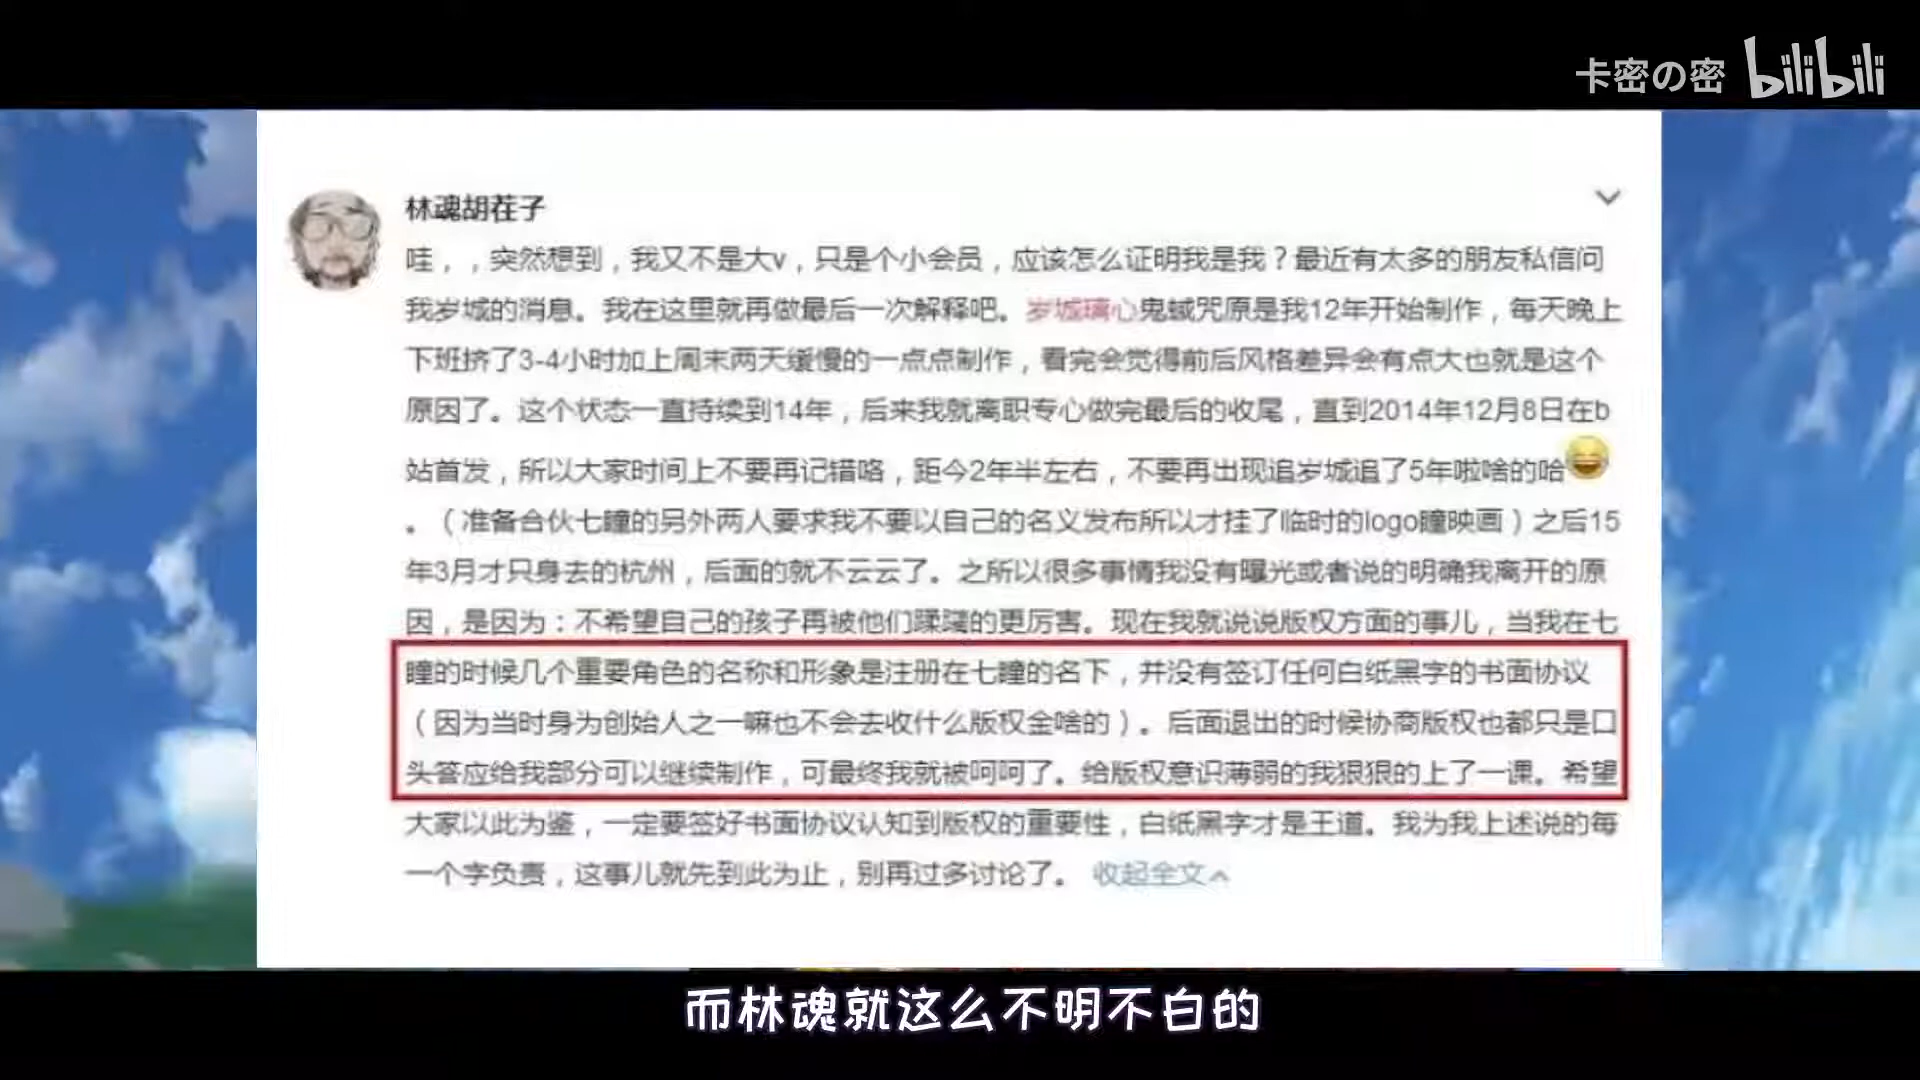 卡密の密 bilibili
林魂胡茬子
哇，，突然想到，我又不是大v，只是个小会员，应该怎么证明我是我？最近有太多的朋友私信问
我岁城的消息。我在这里就再做最后一次解释吧。岁城璃心鬼蜮咒原是我12年开始制作，每天晚上
下班挤了3-4小时加上周末两天缓慢的一点点制作，看完会觉得前后风格差异会有点大也就是这个
原因了。这个状态一直持续到14年，后来我就离职专心做完最后的收尾，直到2014年12月8日在b
站首发，所以大家时间上不要再记错咯，距今2年半左右，不要再出现追岁城追了5年啦啥的哈😄
。（准备合伙七瞳的另外两人要求我不要以自己的名义发布所以才挂了临时的logo瞳映画）之后15
年3月才只身去的杭州，后面的就不云云了。之所以很多事情我没有曝光或者说的明确我离开的原
因，是因为：不希望自己的孩子再被他们蹂躏的更厉害。现在我就说说版权方面的事儿，当我在七
瞳的时候几个重要角色的名称和形象是注册在七瞳的名下，并没有签订任何白纸黑字的书面协议
（因为当时身为创始人之一嘛也不会去收什么版权金啥的）。后面退出的时候协商版权也都只是口
头答应给我部分可以继续制作，可最终我就被呵呵了。给版权意识薄弱的我狠狠的上了一课。希望
大家以此为鉴，一定要签好书面协议认知到版权的重要性，白纸黑字才是王道。我为我上述说的每
一个字负责，这事儿就先到此为止，别再过多讨论了。 收起全文
而林魂就这么不明不白的